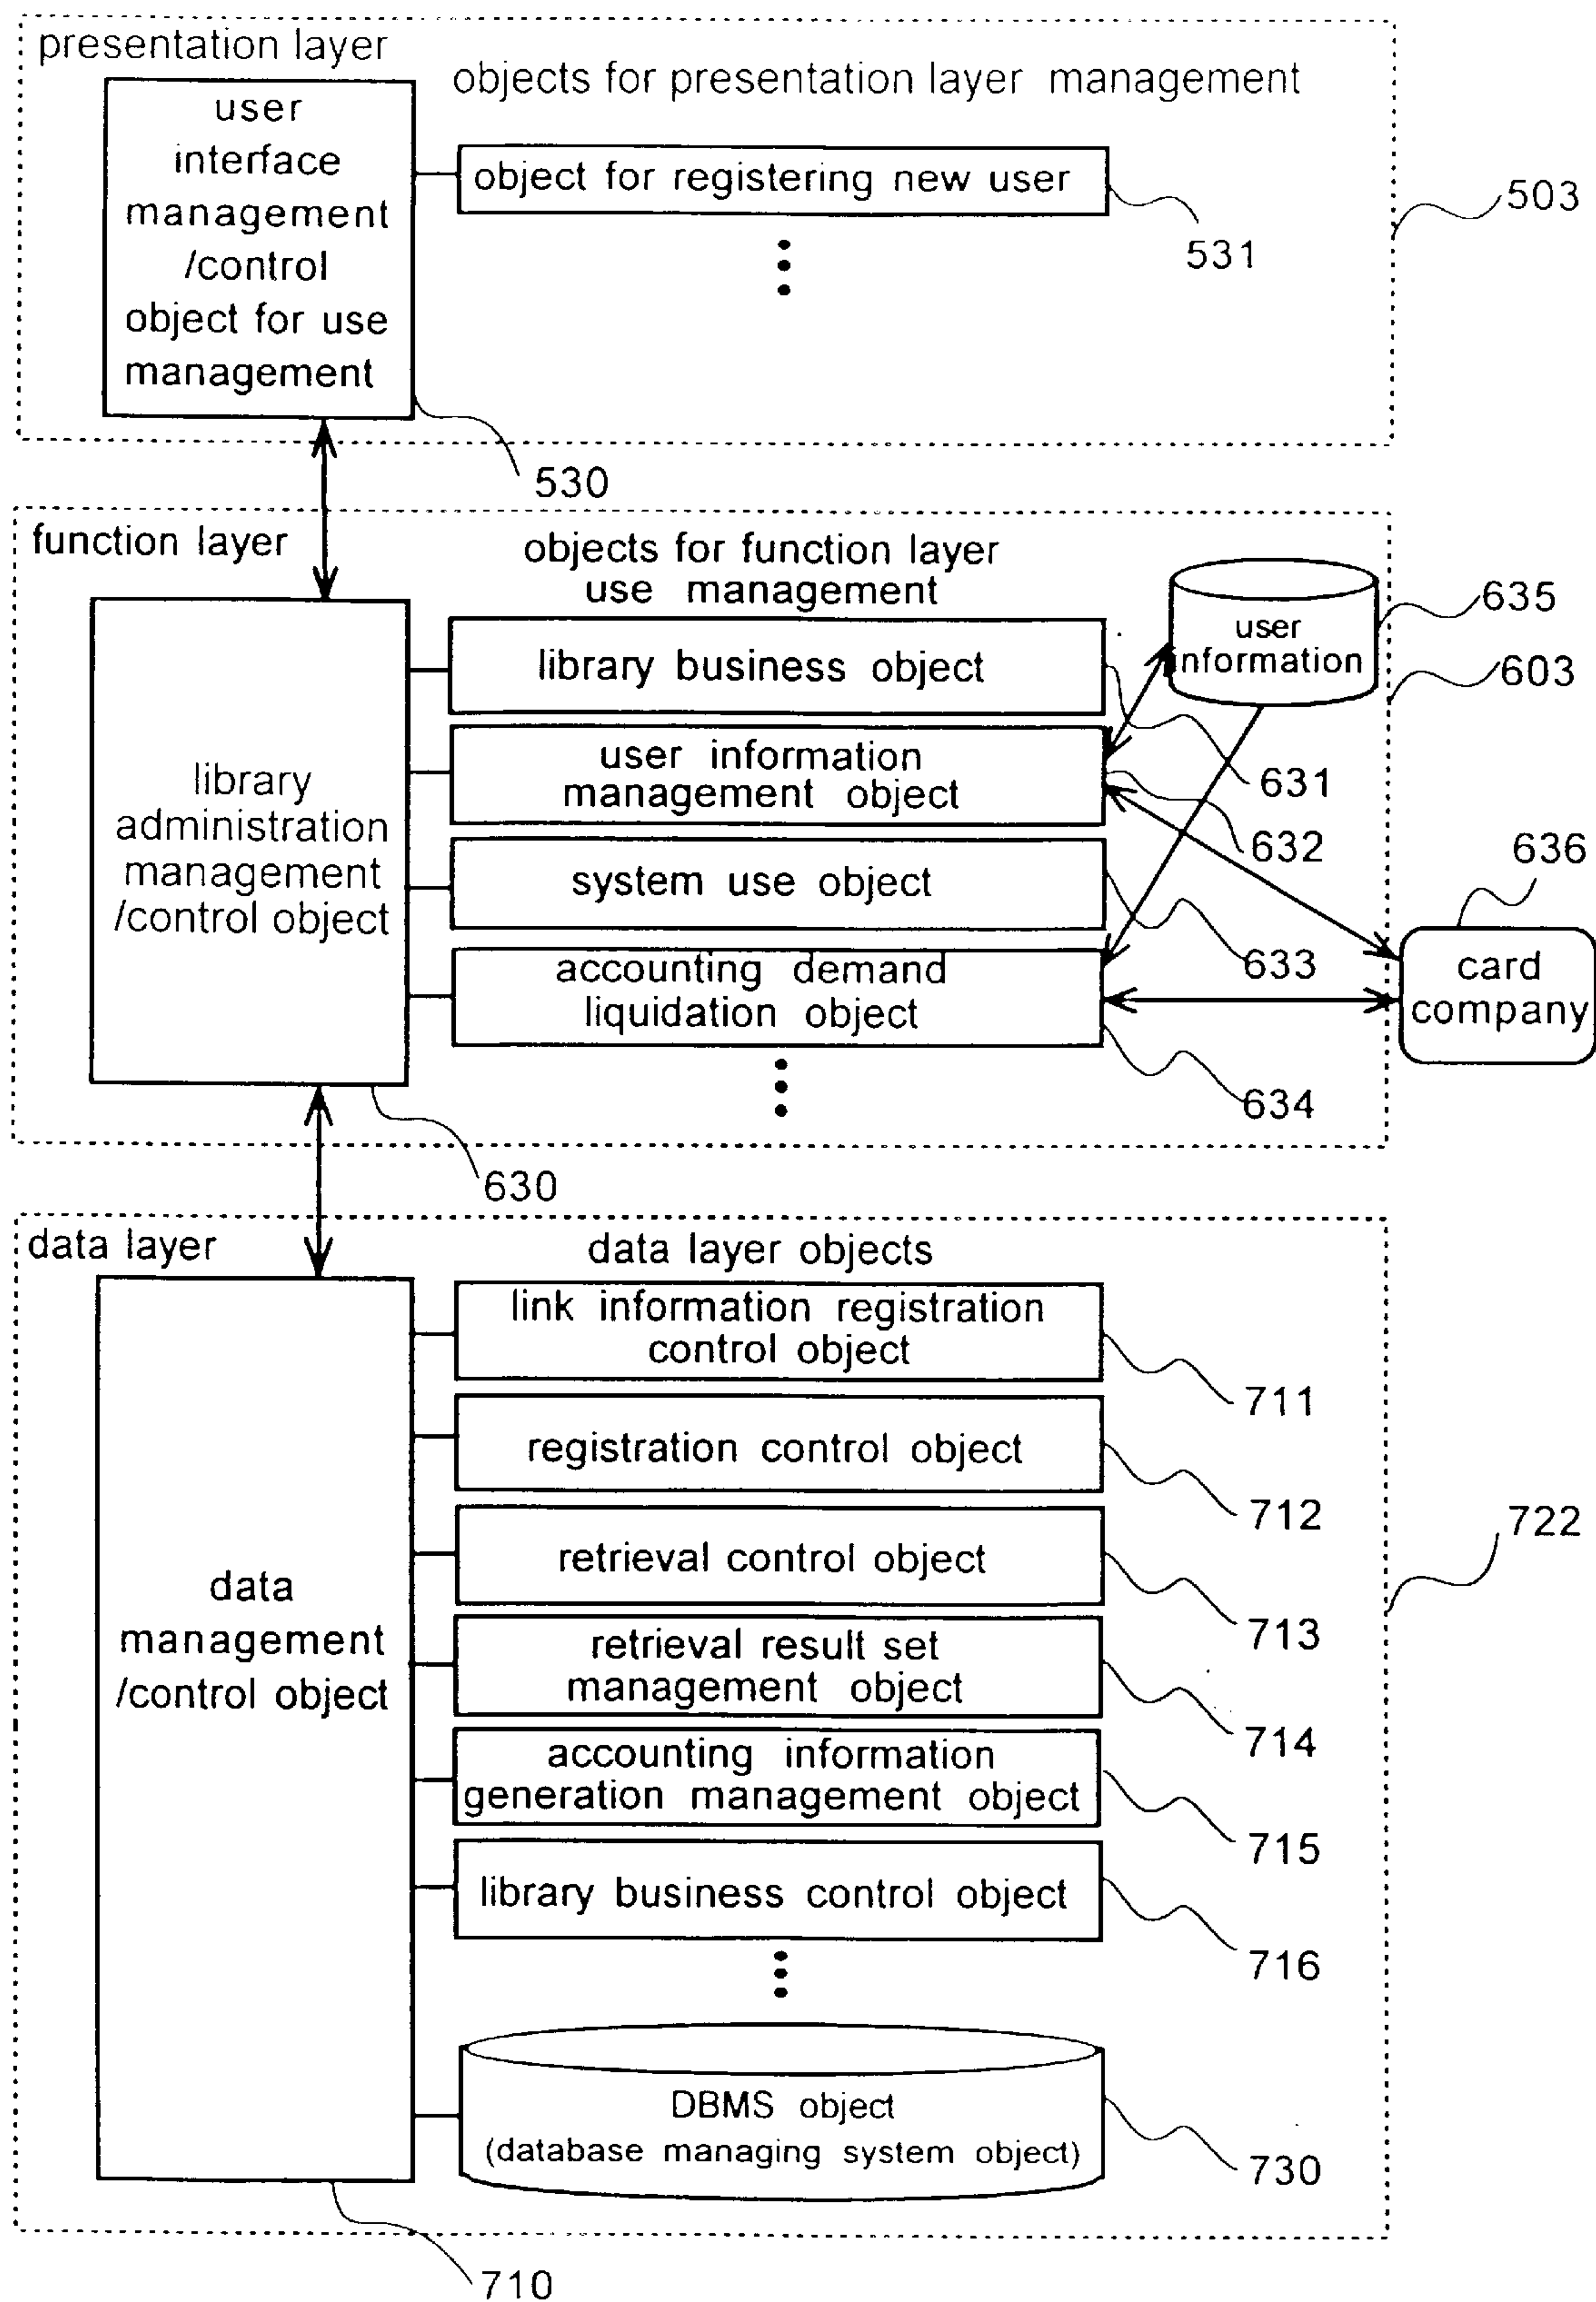 presentation layer
objects for presentation layer management
user
interface
management
/control
object for use
management
object for registering new user
531
503
530
function layer
objects for function layer
use management
library
administration
management
/control object
library business object
user information
management object
system use object
accounting demand
liquidation object
user
information
635
603
631
632
633
634
636
card
company
630
data layer
data layer objects
data
management
/control object
link information registration
control object
711
registration control object
712
retrieval control object
713
retrieval result set
management object
714
accounting information
generation management object
715
library business control object
716
722
DBMS object
(database managing system object)
730
710